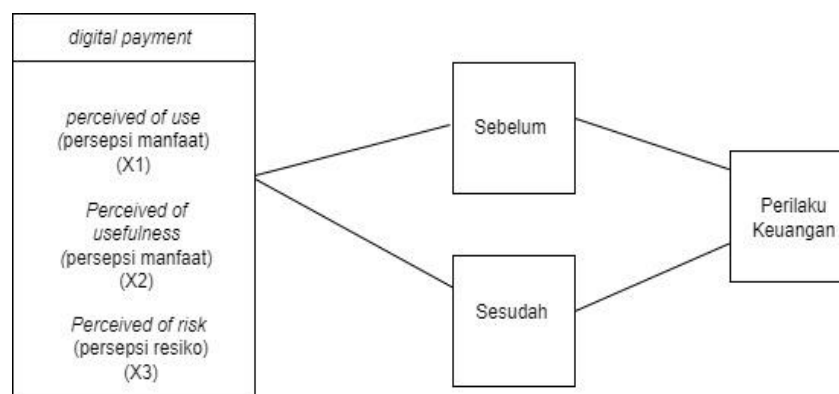 digital payment
perceived of use
(persepsi manfaat)
(X1)
Perceived of
usefulness
(persepsi manfaat)
(X2)
Perceived of risk
(persepsi resiko)
(X3)
Sebelum
Sesudah
Perilaku
Keuangan